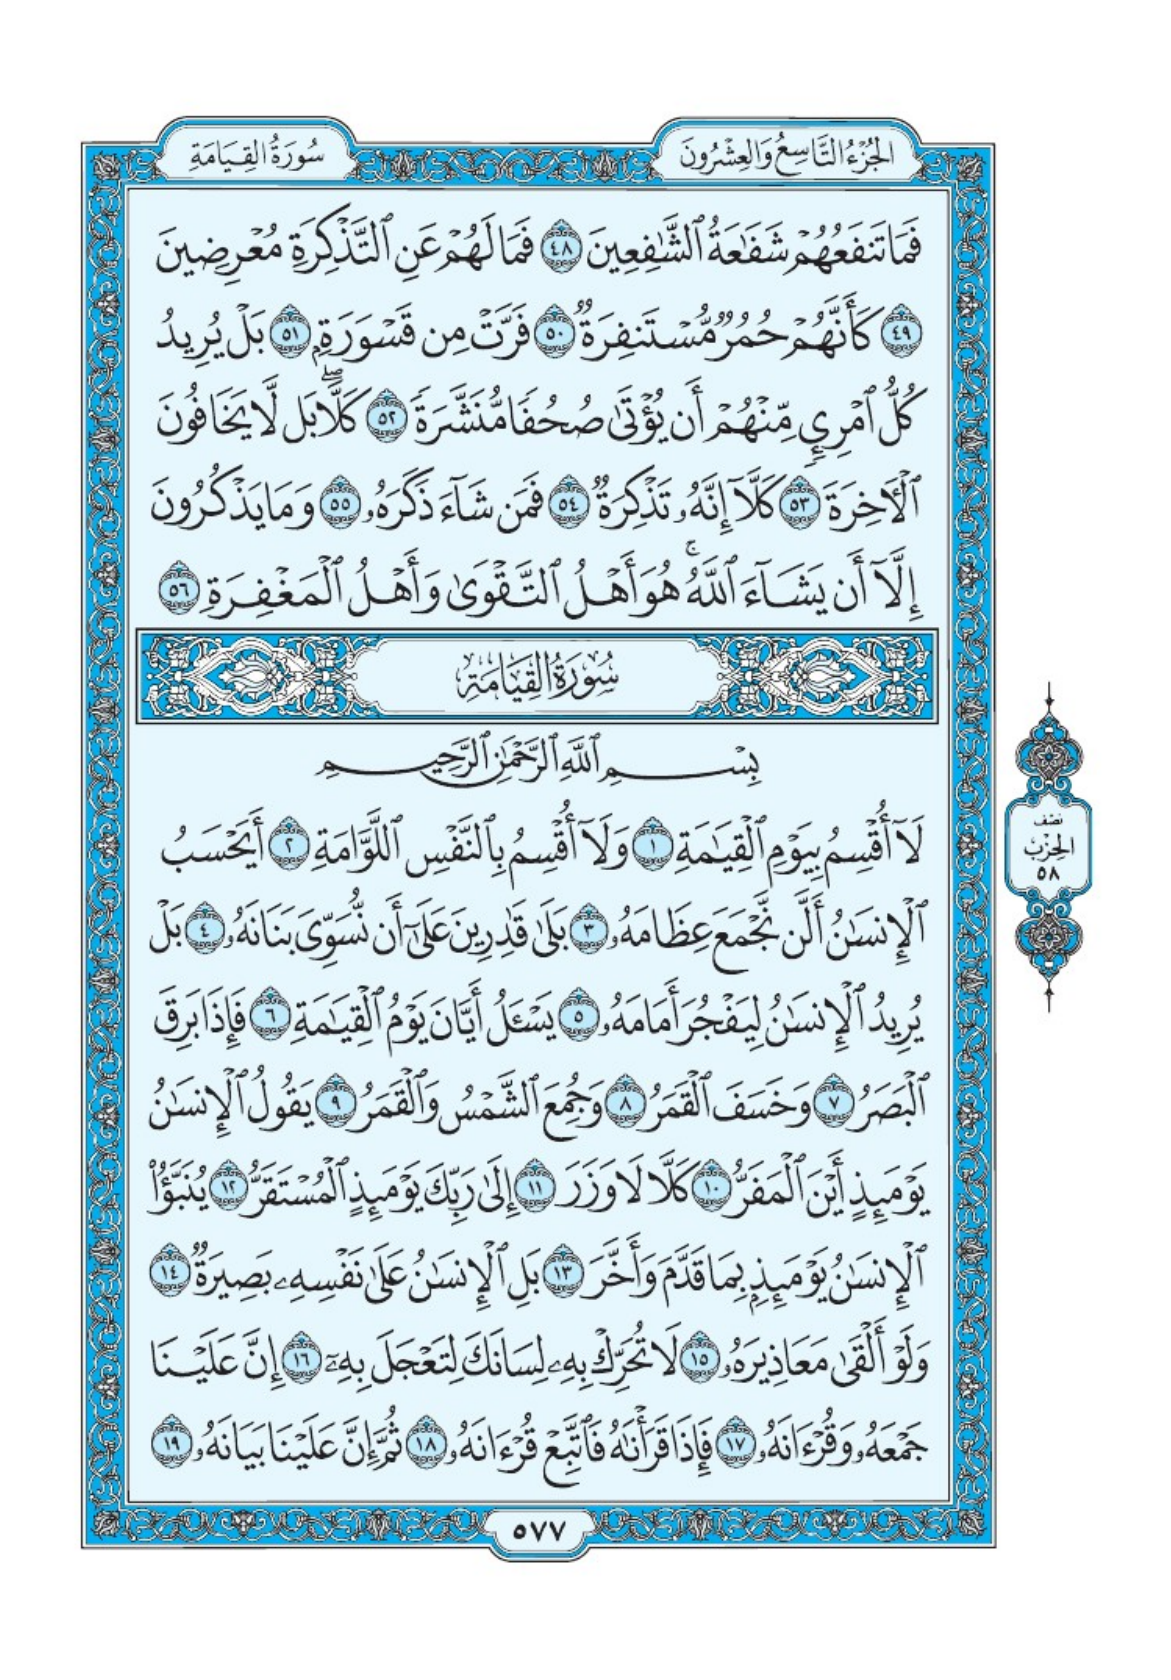 الجُزْءُ التَّاسِعُ وَالعِشْرُونَ
سُورَةُ القِيَامَةِ
فَمَا تَنفَعُهُمْ شَفَٰعَةُ ٱلشَّٰفِعِينَ ٤٨ فَمَا لَهُمْ عَنِ ٱلتَّذْكِرَةِ مُعْرِضِينَ
٤٩ كَأَنَّهُمْ حُمُرٌ مُّسْتَنفِرَةٌ ٥٠ فَرَّتْ مِن قَسْوَرَةٍۭ ٥١ بَلْ يُرِيدُ
كُلُّ ٱمْرِئٍ مِّنْهُمْ أَن يُؤْتَىٰ صُحُفًا مُّنَشَّرَةً ٥٢ كَلَّا ۖ بَل لَّا يَخَافُونَ
ٱلْأٓخِرَةَ ٥٣ كَلَّآ إِنَّهُۥ تَذْكِرَةٌ ٥٤ فَمَن شَآءَ ذَكَرَهُۥ ٥٥ وَمَا يَذْكُرُونَ
إِلَّآ أَن يَشَآءَ ٱللَّهُ ۚ هُوَ أَهْلُ ٱلتَّقْوَىٰ وَأَهْلُ ٱلْمَغْفِرَةِ ٥٦
سُورَةُ القِيَامَةِ
بِسْمِ ٱللَّهِ ٱلرَّحْمَٰنِ ٱلرَّحِيمِ
لَآ أُقْسِمُ بِيَوْمِ ٱلْقِيَٰمَةِ ١ وَلَآ أُقْسِمُ بِٱلنَّفْسِ ٱللَّوَّامَةِ ٢ أَيَحْسَبُ
ٱلْإِنسَٰنُ أَلَّن نَّجْمَعَ عِظَامَهُۥ ٣ بَلَىٰ قَٰدِرِينَ عَلَىٰٓ أَن نُّسَوِّيَ بَنَانَهُۥ ٤ بَلْ
يُرِيدُ ٱلْإِنسَٰنُ لِيَفْجُرَ أَمَامَهُۥ ٥ يَسْـَٔلُ أَيَّانَ يَوْمُ ٱلْقِيَٰمَةِ ٦ فَإِذَا بَرِقَ
ٱلْبَصَرُ ٧ وَخَسَفَ ٱلْقَمَرُ ٨ وَجُمِعَ ٱلشَّمْسُ وَٱلْقَمَرُ ٩ يَقُولُ ٱلْإِنسَٰنُ
يَوْمَئِذٍ أَيْنَ ٱلْمَفَرُّ ١٠ كَلَّا لَا وَزَرَ ١١ إِلَىٰ رَبِّكَ يَوْمَئِذٍ ٱلْمُسْتَقَرُّ ١٢ يُنَبَّؤُا۟
ٱلْإِنسَٰنُ يَوْمَئِذٍۭ بِمَا قَدَّمَ وَأَخَّرَ ١٣ بَلِ ٱلْإِنسَٰنُ عَلَىٰ نَفْسِهِۦ بَصِيرَةٌ ١٤
وَلَوْ أَلْقَىٰ مَعَاذِيرَهُۥ ١٥ لَا تُحَرِّكْ بِهِۦ لِسَانَكَ لِتَعْجَلَ بِهِۦٓ ١٦ إِنَّ عَلَيْنَا
جَمْعَهُۥ وَقُرْءَانَهُۥ ١٧ فَإِذَا قَرَأْنَٰهُ فَٱتَّبِعْ قُرْءَانَهُۥ ١٨ ثُمَّ إِنَّ عَلَيْنَا بَيَانَهُۥ ١٩
نصف
الحِزْبُ
٥٨
٥٧٧